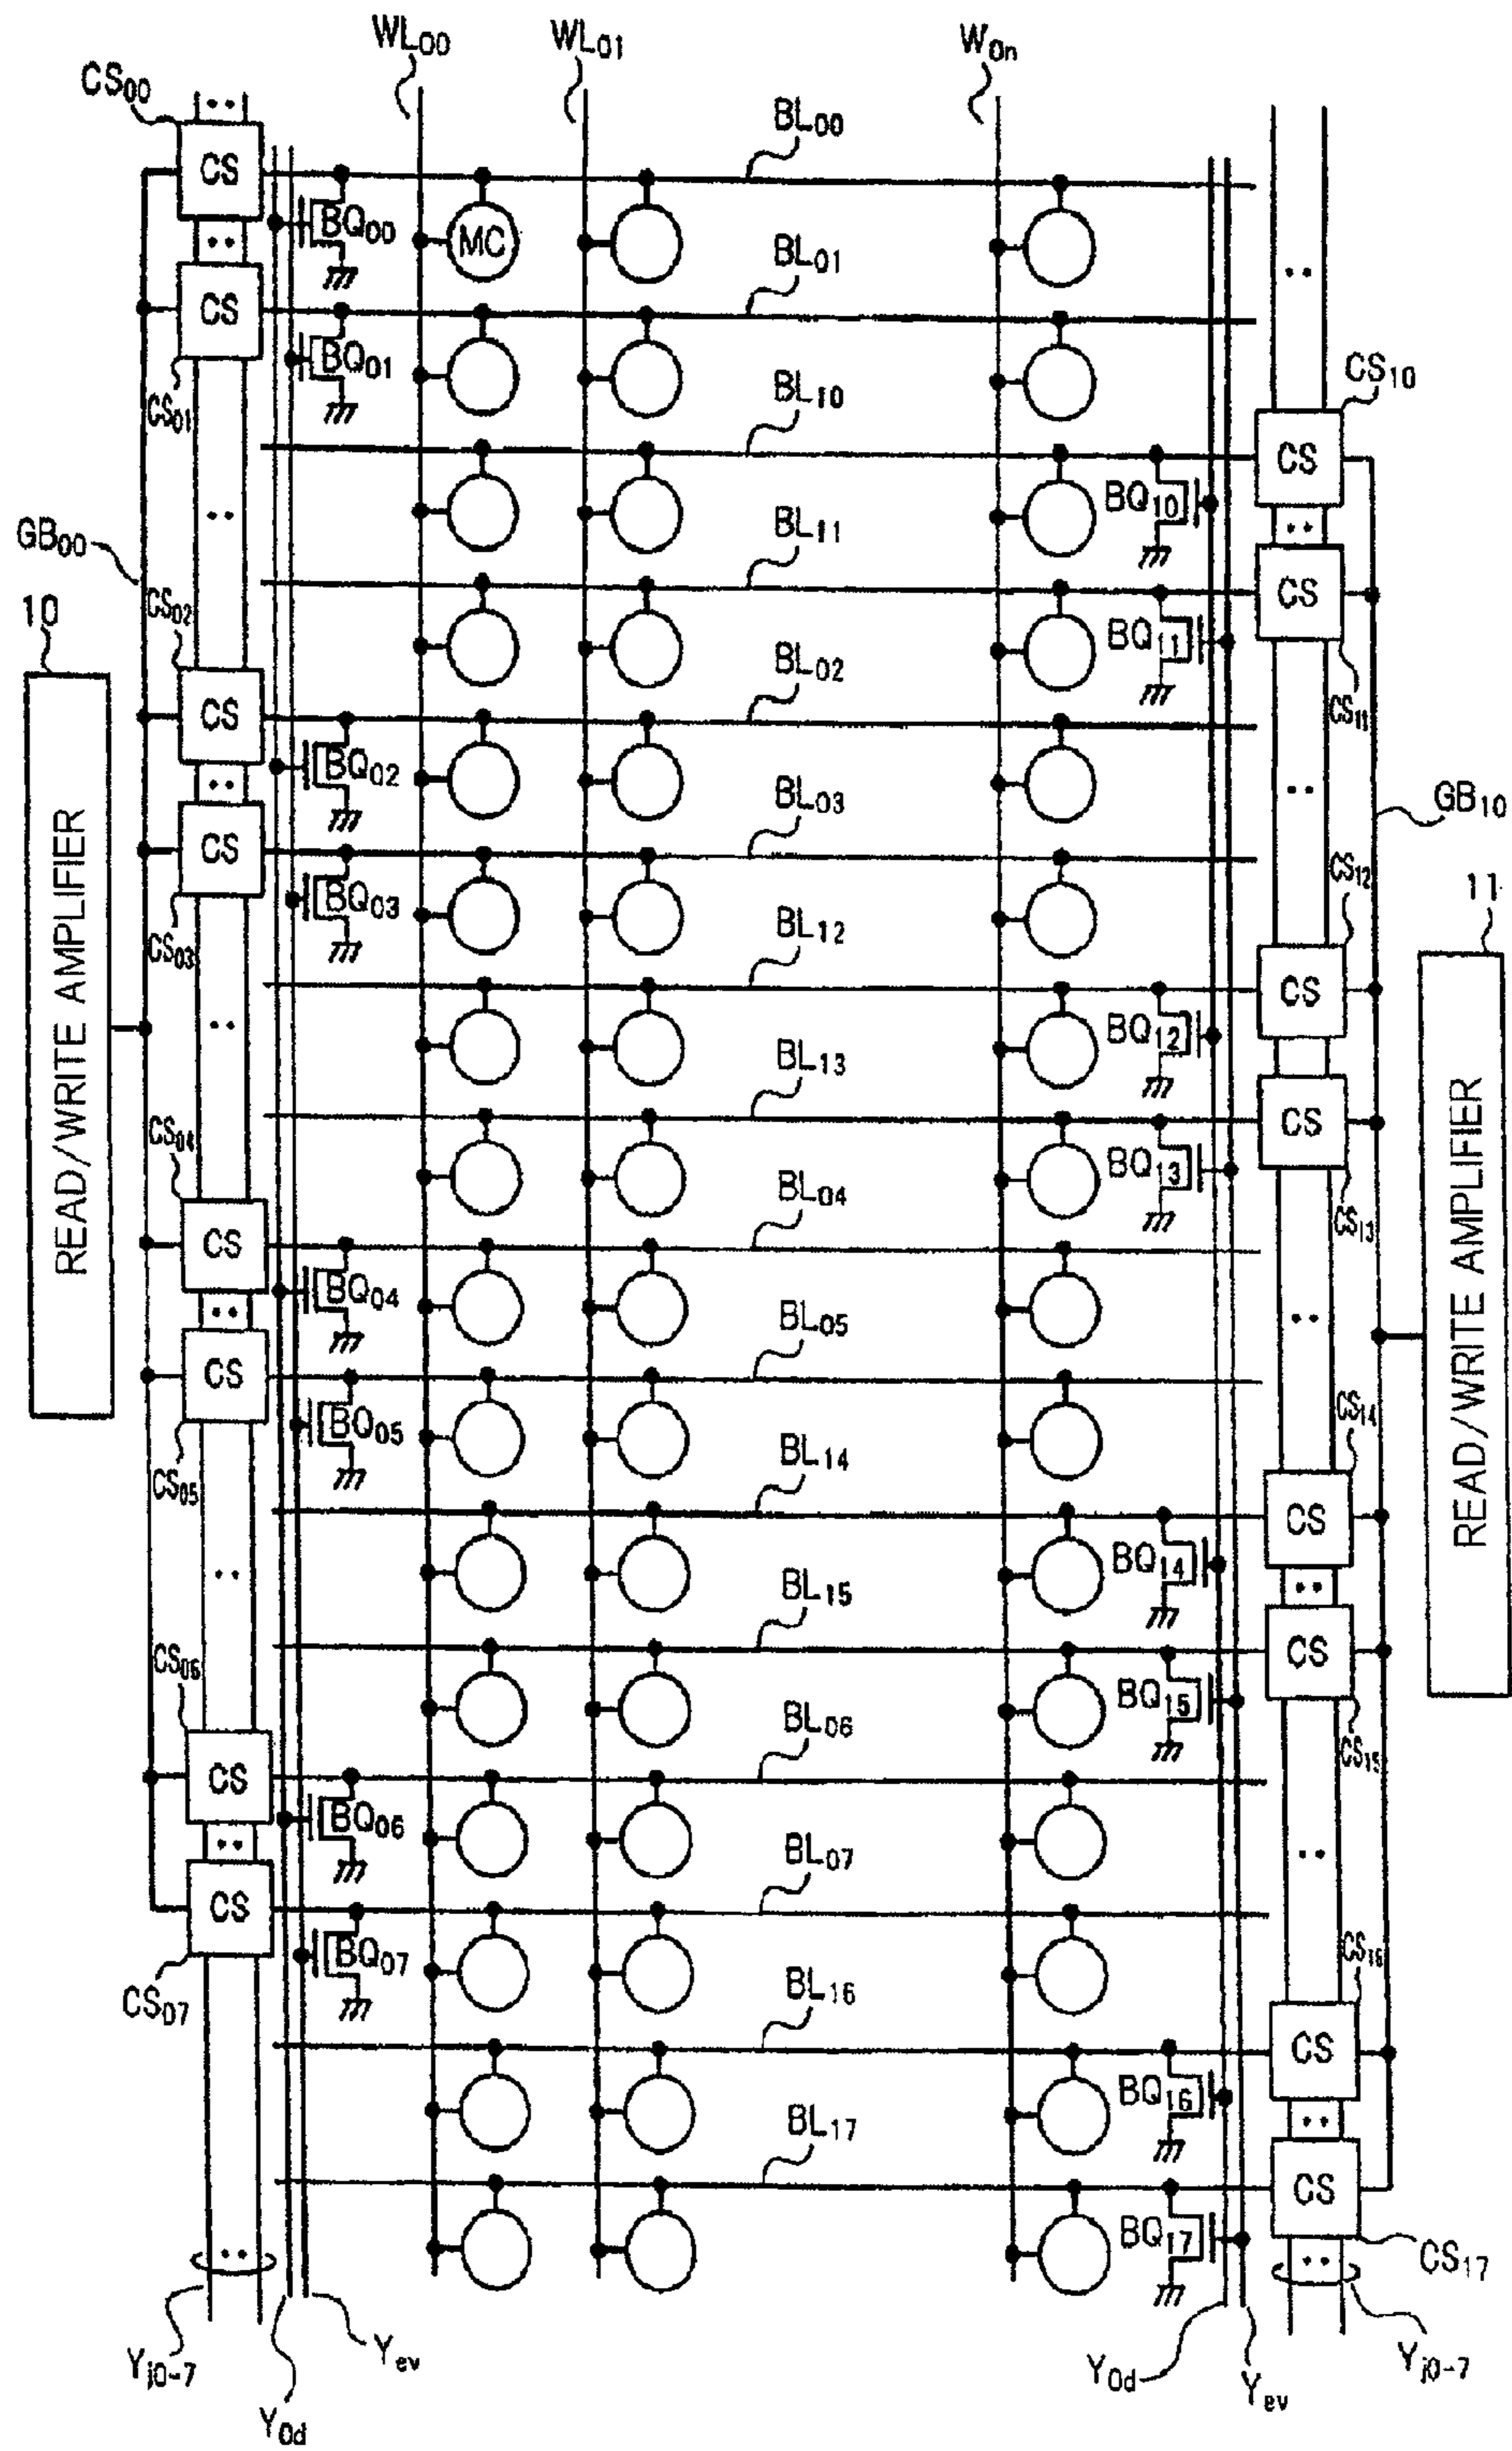 WL00
WL01
W0n
CS00
BL00
CS
BQ00
MC
BL01
CS
BQ01
CS01
BL10
CS10
CS
BQ10
GB00
BL11
CS
BQ11
10
CS02
BL02
CS11
CS
BQ02
BL03
GB10
CS
CS12
BQ03
11
CS03
BL12
CS
BQ12
READ/WRITE AMPLIFIER
BL13
CS
BQ13
CS04
BL04
CS13
CS
BQ04
BL05
READ/WRITE AMPLIFIER
CS
CS14
BQ05
CS05
BL14
CS
BQ14
BL15
CS
CS06
BQ15
BL06
CS15
CS
BQ06
BL07
CS
CS16
BQ07
CS07
BL16
CS
BQ16
BL17
CS
BQ17
CS17
Yj0-7
Yev
Y0d
Y0d
Yev
Yj0-7